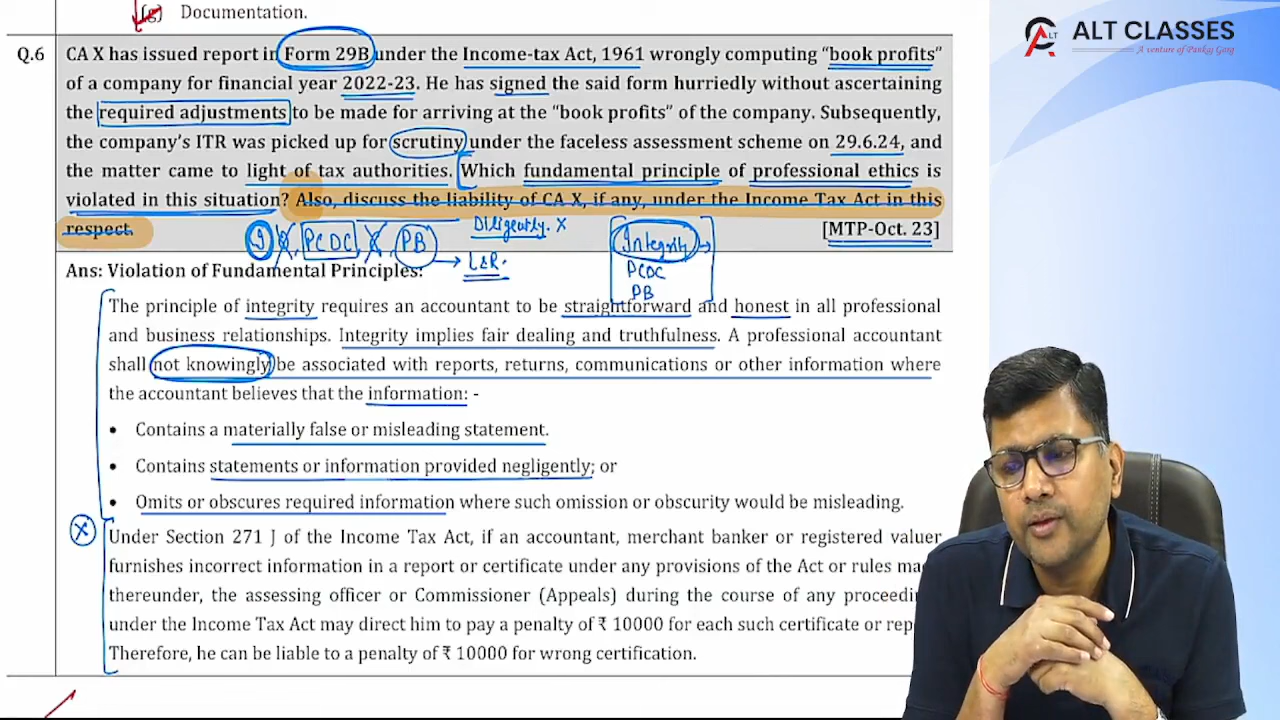 (g) Documentation.
ALT
ALT CLASSES
A venture of Pankaj Garg
Q.6
CA X has issued report in Form 29B under the Income-tax Act, 1961 wrongly computing “book profits”
of a company for financial year 2022-23. He has signed the said form hurriedly without ascertaining
the required adjustments to be made for arriving at the “book profits” of the company. Subsequently,
the company’s ITR was picked up for scrutiny under the faceless assessment scheme on 29.6.24, and
the matter came to light of tax authorities. Which fundamental principle of professional ethics is
violated in this situation? Also, discuss the liability of CA X, if any, under the Income Tax Act in this
respect.
[MTP-Oct. 23]
I
PCDC
PB
Diligently. X
L&R.
Integrity
PCDC
PB
Ans: Violation of Fundamental Principles:
The principle of integrity requires an accountant to be straightforward and honest in all professional
and business relationships. Integrity implies fair dealing and truthfulness. A professional accountant
shall not knowingly be associated with reports, returns, communications or other information where
the accountant believes that the information: -
• Contains a materially false or misleading statement.
• Contains statements or information provided negligently; or
• Omits or obscures required information where such omission or obscurity would be misleading.
X
Under Section 271 J of the Income Tax Act, if an accountant, merchant banker or registered valuer
furnishes incorrect information in a report or certificate under any provisions of the Act or rules ma
thereunder, the assessing officer or Commissioner (Appeals) during the course of any proceedin
under the Income Tax Act may direct him to pay a penalty of ₹ 10000 for each such certificate or rep
Therefore, he can be liable to a penalty of ₹ 10000 for wrong certification.